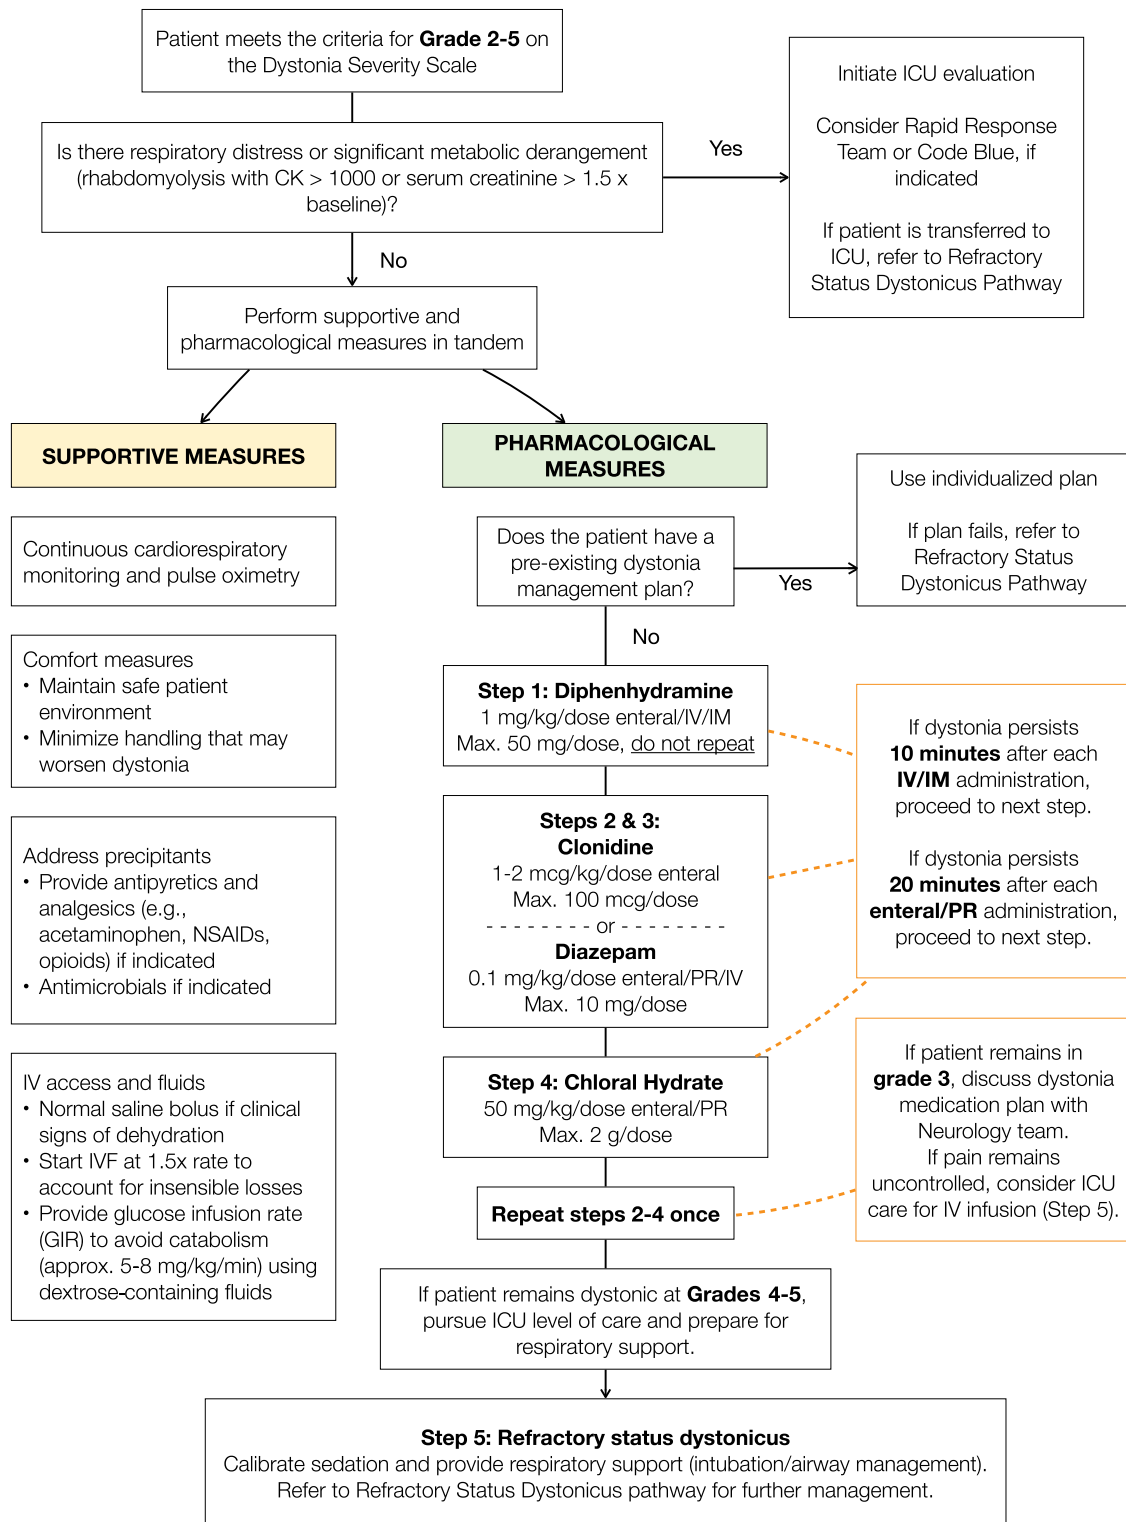 Patient meets the criteria for Grade 2-5 on
the Dystonia Severity Scale
Is there respiratory distress or significant metabolic derangement
(rhabdomyolysis with CK > 1000 or serum creatinine > 1.5 x
baseline)?
Yes
Initiate ICU evaluation
Consider Rapid Response
Team or Code Blue, if
indicated
If patient is transferred to
ICU, refer to Refractory
Status Dystonicus Pathway
No
Perform supportive and
pharmacological measures in tandem
SUPPORTIVE MEASURES
Continuous cardiorespiratory
monitoring and pulse oximetry
Comfort measures
• Maintain safe patient
environment
• Minimize handling that may
worsen dystonia
Address precipitants
• Provide antipyretics and
analgesics (e.g.,
acetaminophen, NSAIDs,
opioids) if indicated
• Antimicrobials if indicated
IV access and fluids
• Normal saline bolus if clinical
signs of dehydration
• Start IVF at 1.5x rate to
account for insensible losses
• Provide glucose infusion rate
(GIR) to avoid catabolism
(approx. 5-8 mg/kg/min) using
dextrose-containing fluids
PHARMACOLOGICAL
MEASURES
Does the patient have a
pre-existing dystonia
management plan?
Yes
Use individualized plan
If plan fails, refer to
Refractory Status
Dystonicus Pathway
No
Step 1: Diphenhydramine
1 mg/kg/dose enteral/IV/IM
Max. 50 mg/dose, do not repeat
Steps 2 & 3:
Clonidine
1-2 mcg/kg/dose enteral
Max. 100 mcg/dose
- - - - - - - - or - - - - - - - -
Diazepam
0.1 mg/kg/dose enteral/PR/IV
Max. 10 mg/dose
Step 4: Chloral Hydrate
50 mg/kg/dose enteral/PR
Max. 2 g/dose
If dystonia persists
10 minutes after each
IV/IM administration,
proceed to next step.
If dystonia persists
20 minutes after each
enteral/PR administration,
proceed to next step.
Repeat steps 2-4 once
If patient remains in
grade 3, discuss dystonia
medication plan with
Neurology team.
If pain remains
uncontrolled, consider ICU
care for IV infusion (Step 5).
If patient remains dystonic at Grades 4-5,
pursue ICU level of care and prepare for
respiratory support.
Step 5: Refractory status dystonicus
Calibrate sedation and provide respiratory support (intubation/airway management).
Refer to Refractory Status Dystonicus pathway for further management.